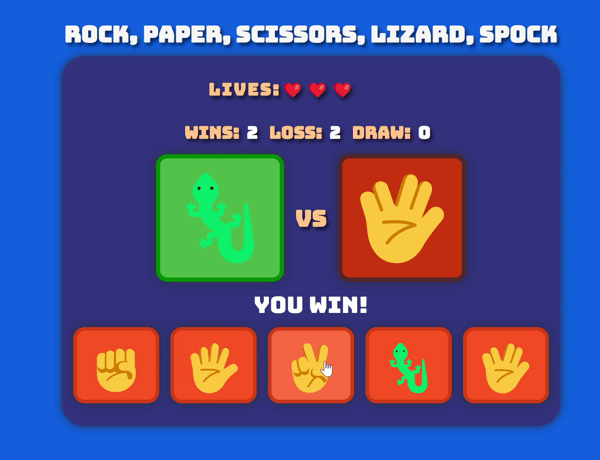 ROCK, PAPER, SCISSORS, LIZARD, SPOCK
LIVES:
WINS: 2 LOSS: 2 DRAW: 0
VS
YOU WIN!